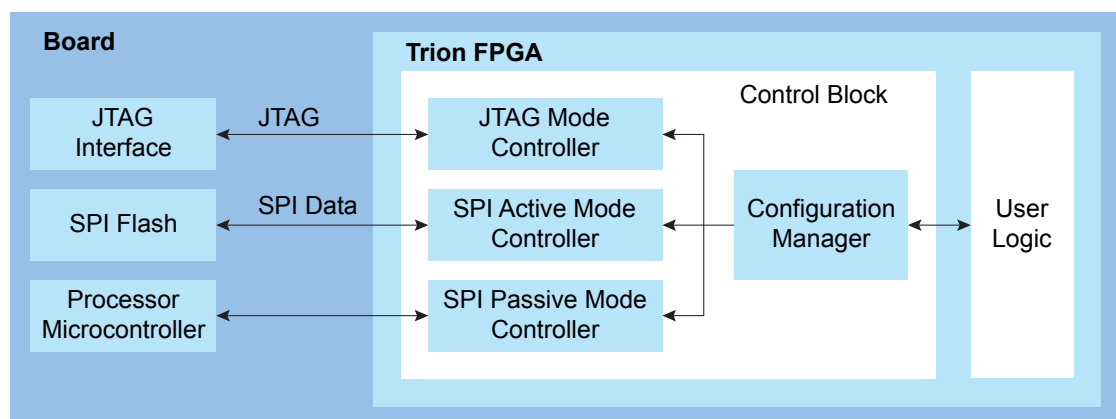 Board
Trion FPGA
Control Block
JTAG
Interface
JTAG
JTAG Mode
Controller
SPI Flash
SPI Data
SPI Active Mode
Controller
Configuration
Manager
User
Logic
Processor
Microcontroller
SPI Passive Mode
Controller